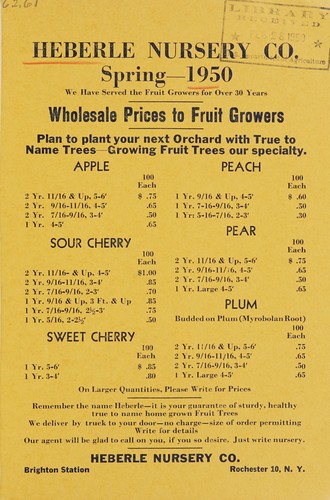 62.61
LIBRARY
RECEIVED
HEBERLE NURSERY CO.
Spring—1950
We Have Served the Fruit Growers for Over 30 Years
Wholesale Prices to Fruit Growers
Plan to plant your next Orchard with True to
Name Trees—Growing Fruit Trees our specialty.
APPLE
100
Each
2 Yr. 11/16 & Up, 5-6' $ .75
2 Yr. 9/16-11/16, 4-5' .65
2 Yr. 7/16-9/16, 3-4' .50
1 Yr. 4-5' .65
SOUR CHERRY
100
Each
2 Yr. 11/16- & Up, 4-5' $1.00
2 Yr. 9/16-11/16, 3-4' .85
2 Yr. 7/16-9/16, 2-3' .70
1 Yr. 9/16 & Up, 3 Ft. & Up .85
1 Yr. 7/16-9/16, 2½-3' .75
1 Yr. 5/16, 2-2½' .50
SWEET CHERRY
100
Each
1 Yr. 5-6' $ .85
1 Yr. 3-4' .80
PEACH
100
Each
1 Yr. 9/16 & Up, 4-5' $ .60
1 Yr. 7-16-9/16, 3-4' .50
1 Yr. 5-16-7/16, 2-3' .30
PEAR
100
Each
2 Yr. 11/16 & Up, 5-6' $ .75
2 Yr. 9/16-11/16, 4-5' .65
2 Yr. 7/16-9/16, 3-4' .50
1 Yr. Large 4-5' .65
PLUM
Budded on Plum (Myrobolan Root)
2 Yr. 11/16 & Up, 5-6' .75
2 Yr. 9/16-11/16, 4-5' .65
2 Yr. 7/16-9/16, 3-4' .50
1 Yr. Large 4-5' .65
On Larger Quantities, Please Write for Prices
Remember the name Heberle—it is your guarantee of sturdy, healthy
true to name home grown Fruit Trees
We deliver by truck to your door—no charge—size of order permitting
Write for details
Our agent will be glad to call on you, if you so desire. Just write nursery.
HEBERLE NURSERY CO.
Brighton Station Rochester 10, N. Y.